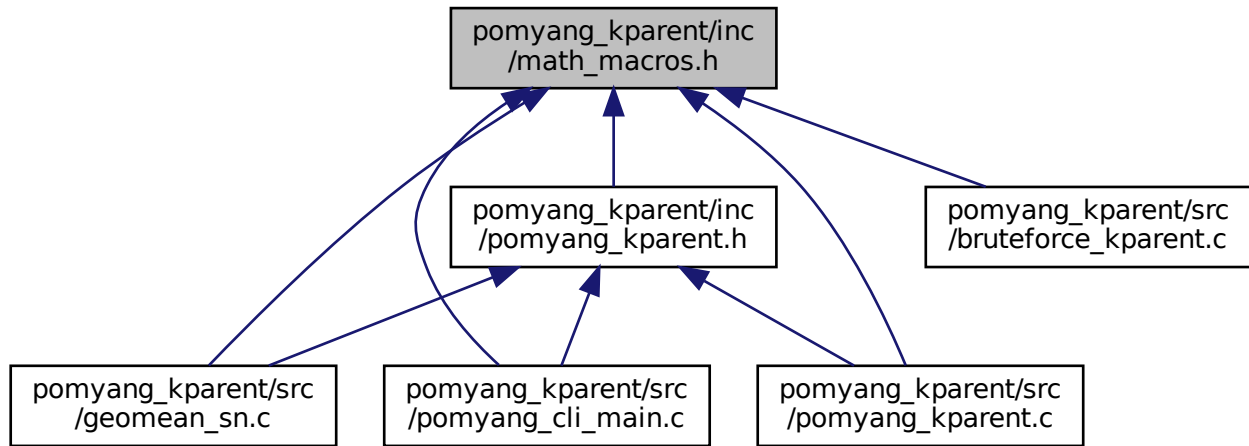 pomyang_kparent/inc
/math_macros.h
pomyang_kparent/inc
/pomyang_kparent.h
pomyang_kparent/src
/bruteforce_kparent.c
pomyang_kparent/src
/geomean_sn.c
pomyang_kparent/src
/pomyang_cli_main.c
pomyang_kparent/src
/pomyang_kparent.c